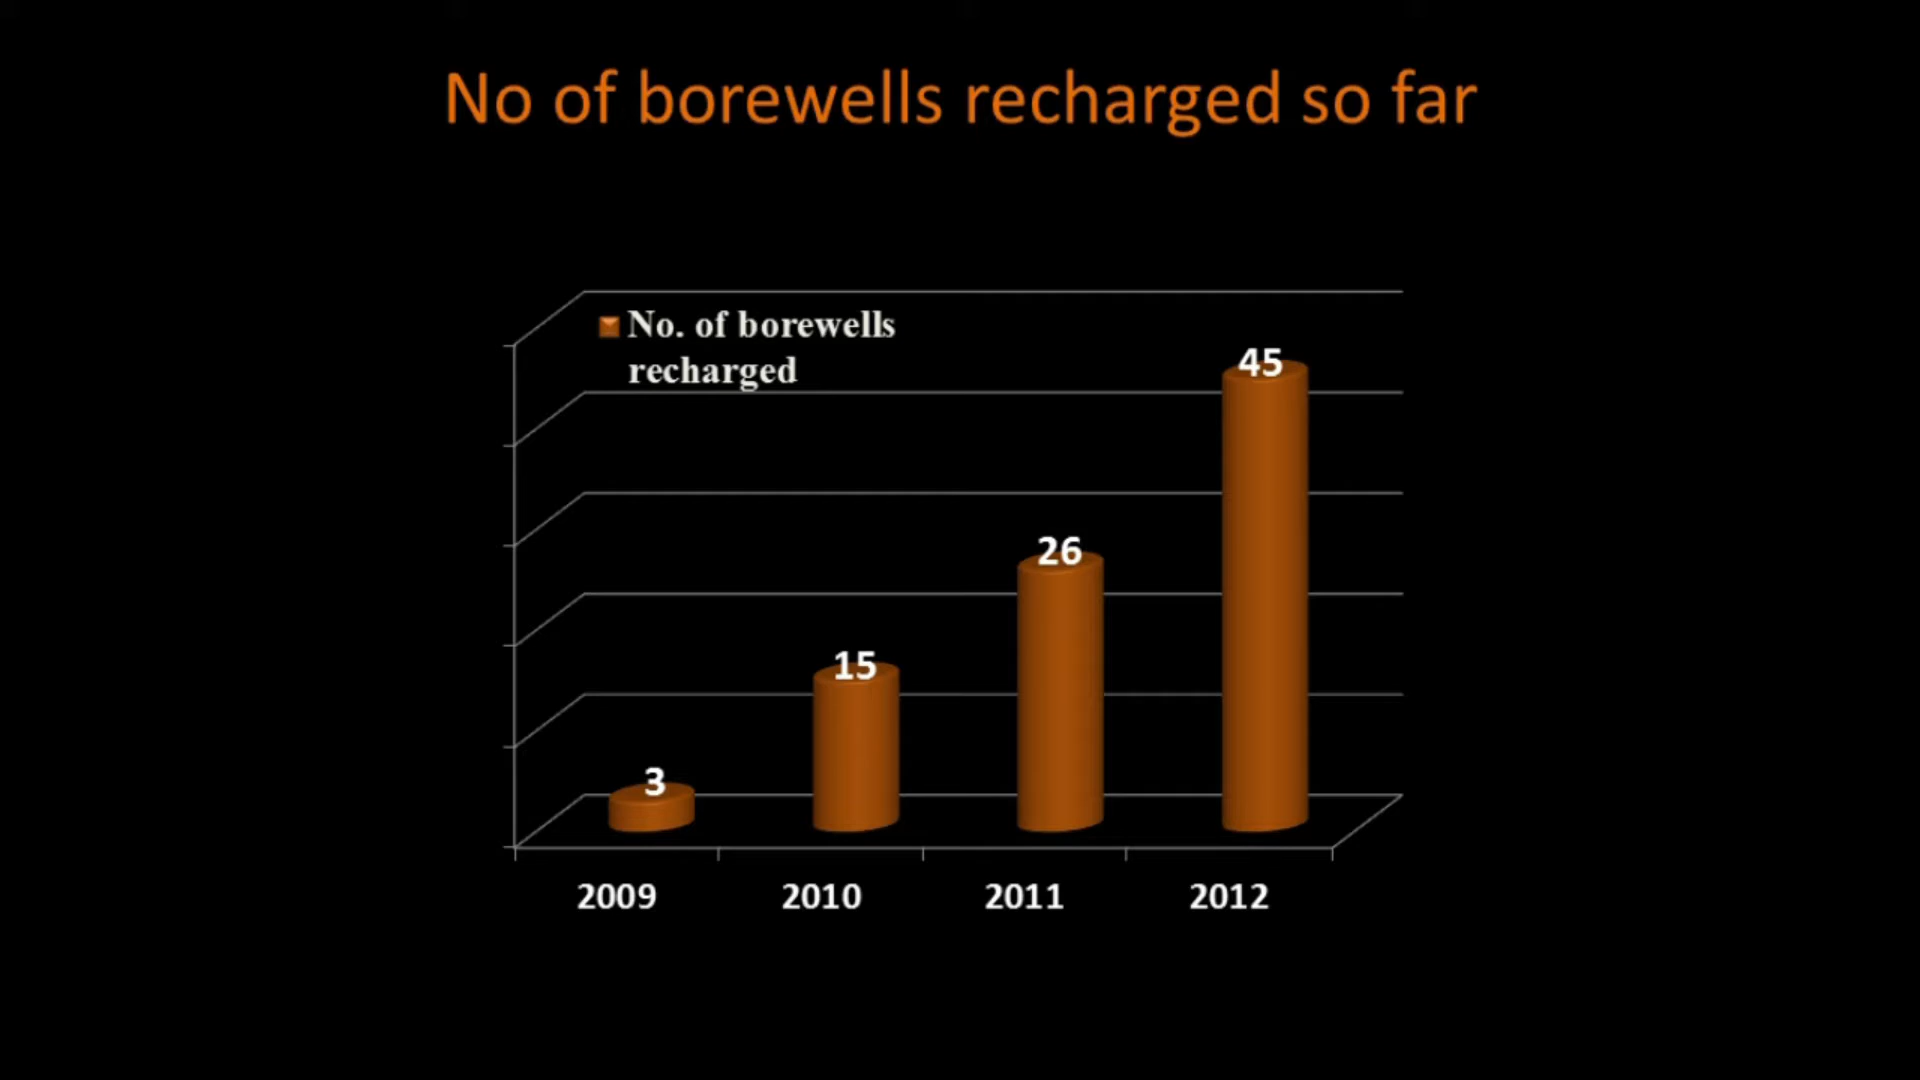 No of borewells recharged so far
No. of borewells
recharged
45
26
15
3
2009 2010 2011 2012